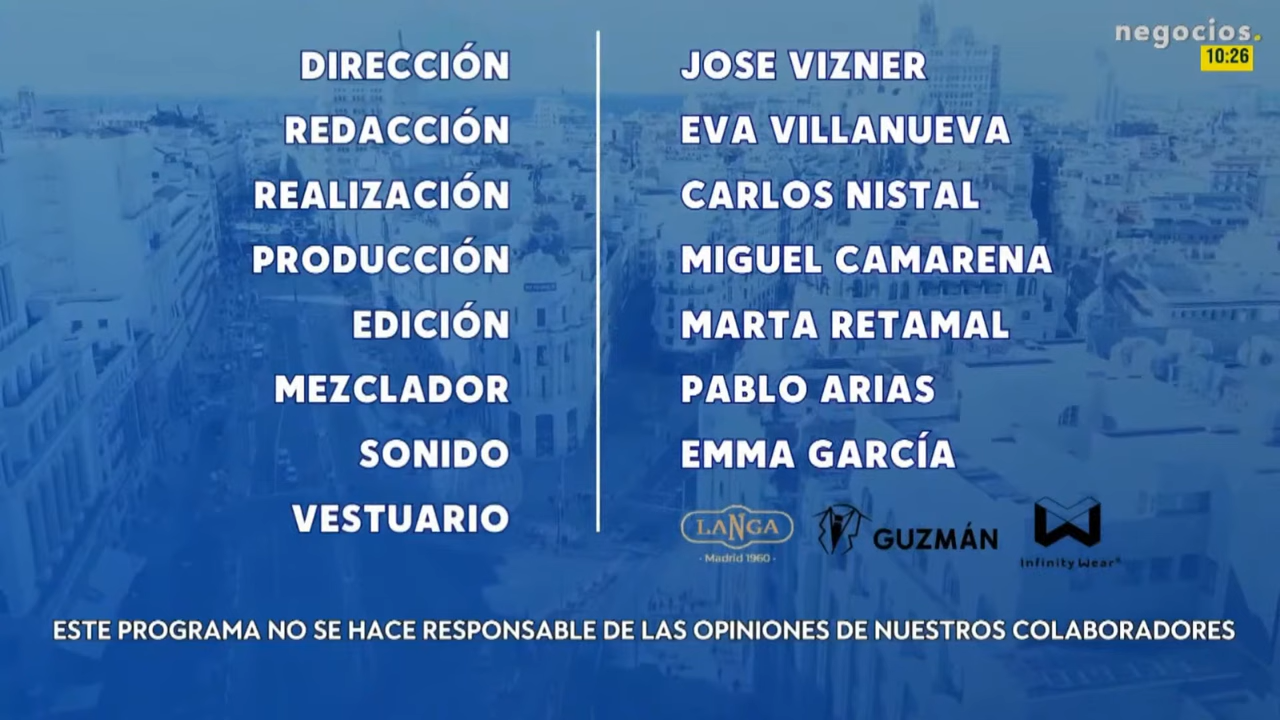 negocios.
10:26
DIRECCIÓN JOSE VIZNER
REDACCIÓN EVA VILLANUEVA
REALIZACIÓN CARLOS NISTAL
PRODUCCIÓN MIGUEL CAMARENA
EDICIÓN MARTA RETAMAL
MEZCLADOR PABLO ARIAS
SONIDO EMMA GARCÍA
VESTUARIO
LANGA
- Madrid 1960 -
GUZMÁN
Infinity Wear®
ESTE PROGRAMA NO SE HACE RESPONSABLE DE LAS OPINIONES DE NUESTROS COLABORADORES